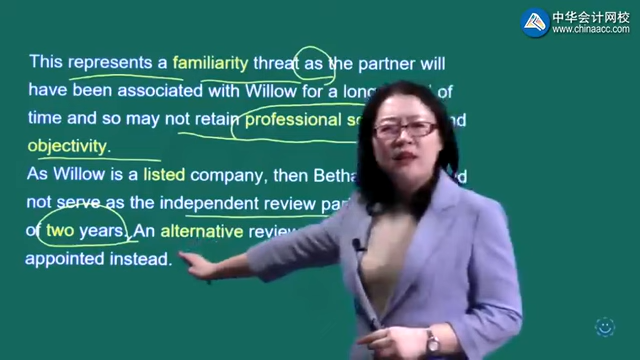 中华会计网校
www.chinaacc.com
This represents a familiarity threat as the partner will
have been associated with Willow for a long of
time and so may not retain professional and
objectivity.
As Willow is a listed company, then
not serve as the independent review
of two years. An alternative review
appointed instead.